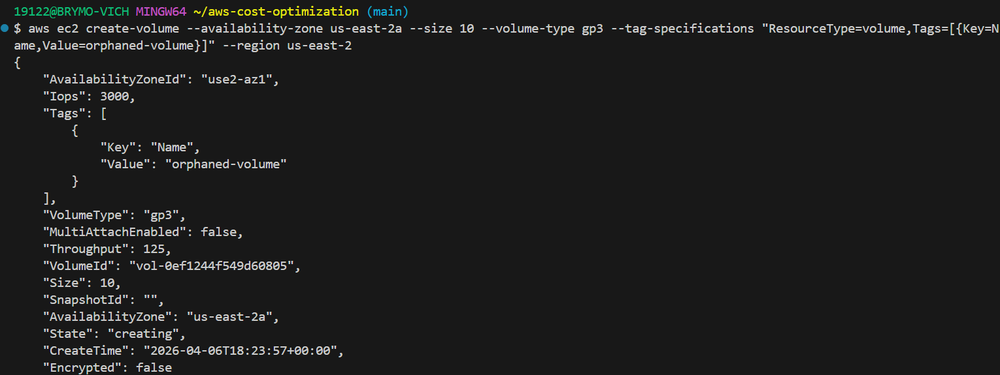 19122@BRYMO-VICH MINGW64 ~/aws-cost-optimization (main)
$ aws ec2 create-volume --availability-zone us-east-2a --size 10 --volume-type gp3 --tag-specifications "ResourceType=volume,Tags=[{Key=N
ame,Value=orphaned-volume}]" --region us-east-2
{
    "AvailabilityZoneId": "use2-az1",
    "Iops": 3000,
    "Tags": [
        {
            "Key": "Name",
            "Value": "orphaned-volume"
        }
    ],
    "VolumeType": "gp3",
    "MultiAttachEnabled": false,
    "Throughput": 125,
    "VolumeId": "vol-0ef1244f549d60805",
    "Size": 10,
    "SnapshotId": "",
    "AvailabilityZone": "us-east-2a",
    "State": "creating",
    "CreateTime": "2026-04-06T18:23:57+00:00",
    "Encrypted": false